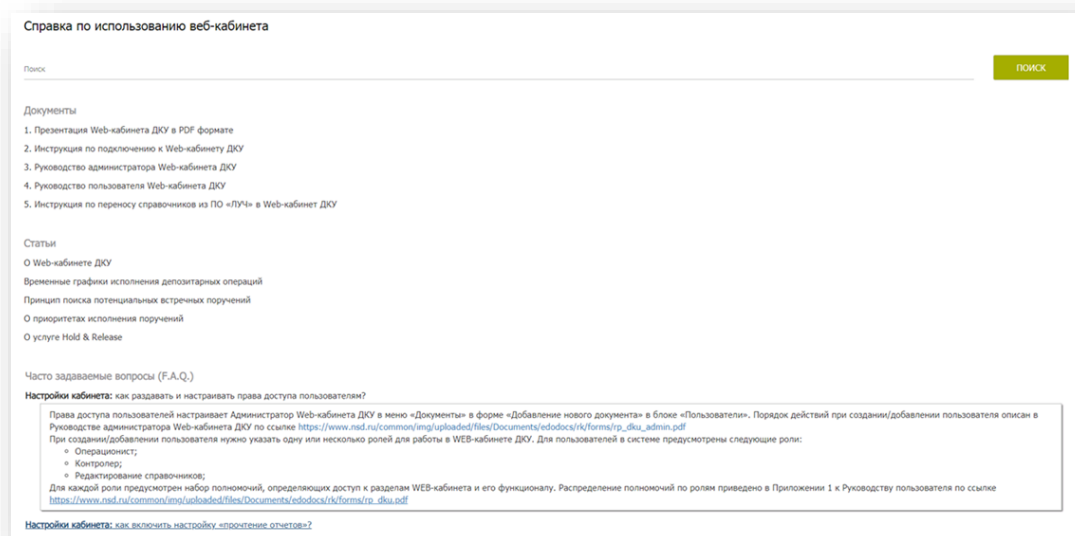 Справка по использованию веб-кабинета
Поиск
ПОИСК
Документы
1. Презентация Web-кабинета ДКУ в PDF формате
2. Инструкция по подключению к Web-кабинету ДКУ
3. Руководство администратора Web-кабинета ДКУ
4. Руководство пользователя Web-кабинета ДКУ
5. Инструкция по переносу справочников из ПО «ЛУЧ» в Web-кабинет ДКУ
Статьи
О Web-кабинете ДКУ
Временные графики исполнения депозитарных операций
Принцип поиска потенциальных встречных поручений
О приоритетах исполнения поручений
О услуге Hold & Release
Часто задаваемые вопросы (F.A.Q.)
Настройки кабинета: как раздавать и настраивать права доступа пользователям?
Права доступа пользователей настраивает Администратор Web-кабинета ДКУ в меню «Документы» в форме «Добавление нового документа» в блоке «Пользователи». Порядок действий при создании/добавлении пользователя описан в
Руководстве администратора Web-кабинета ДКУ по ссылке https://www.nsd.ru/common/img/uploaded/files/Documents/edodocs/rk/forms/rp_dku_admin.pdf
При создании/добавлении пользователя нужно указать одну или несколько ролей для работы в WEB-кабинете ДКУ. Для пользователей в системе предусмотрены следующие роли:
◦ Операционист;
◦ Контролер;
◦ Редактирование справочников;
Для каждой роли предусмотрен набор полномочий, определяющих доступ к разделам WEB-кабинета и его функционалу. Распределение полномочий по ролям приведено в Приложении 1 к Руководству пользователя по ссылке
https://www.nsd.ru/common/img/uploaded/files/Documents/edodocs/rk/forms/rp_dku.pdf
Настройки кабинета: как включить настройку «прочтение отчетов»?